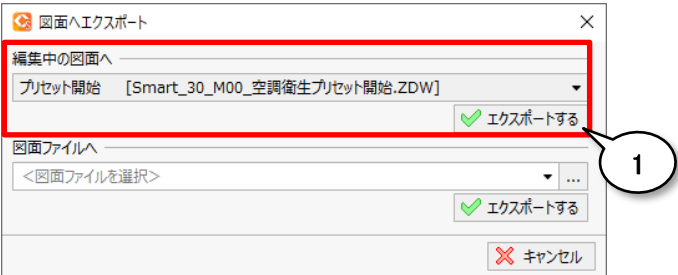 図面へエクスポート
編集中の図面へ
プリセット開始 [Smart_30_M00_空調衛生プリセット開始.ZDW]
エクスポートする
1
図面ファイルへ
<図面ファイルを選択>
...
エクスポートする
キャンセル